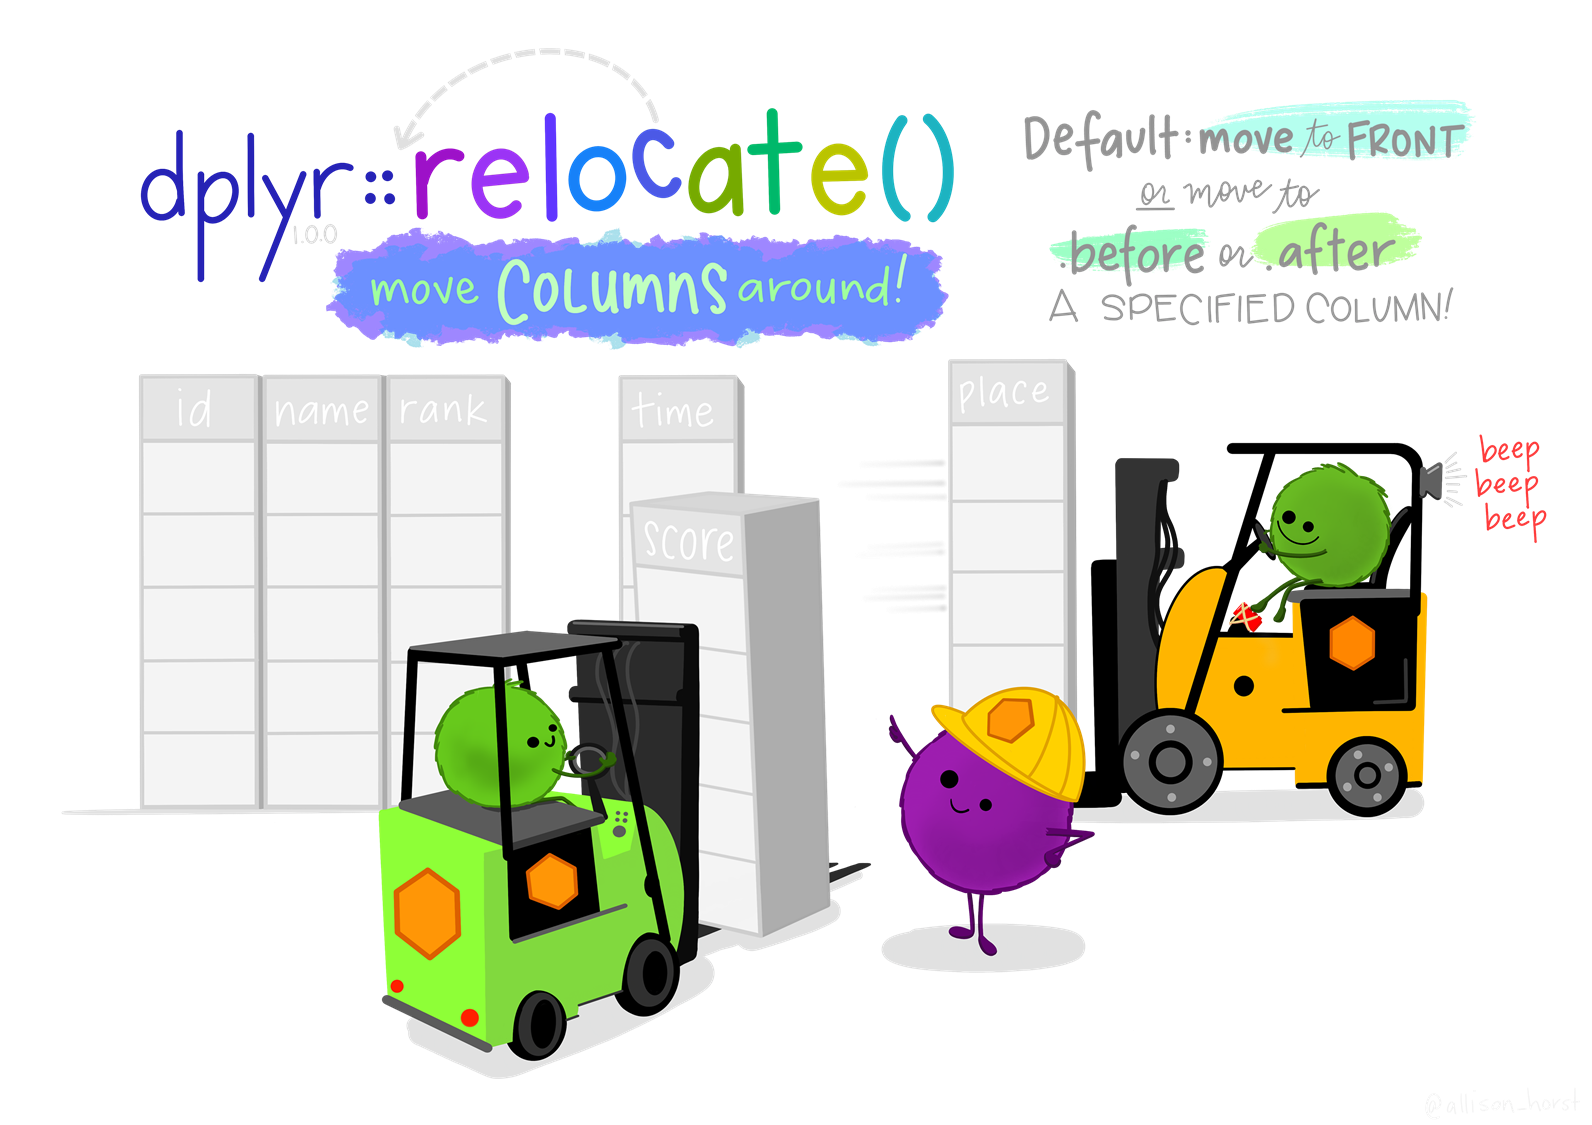 dplyr::relocate()
1.0.0
move COLUMNS around!
Default: move to FRONT
or move to
.before or .after
A SPECIFIED COLUMN!
id name rank time place
score
beep
beep
beep
@allison_horst